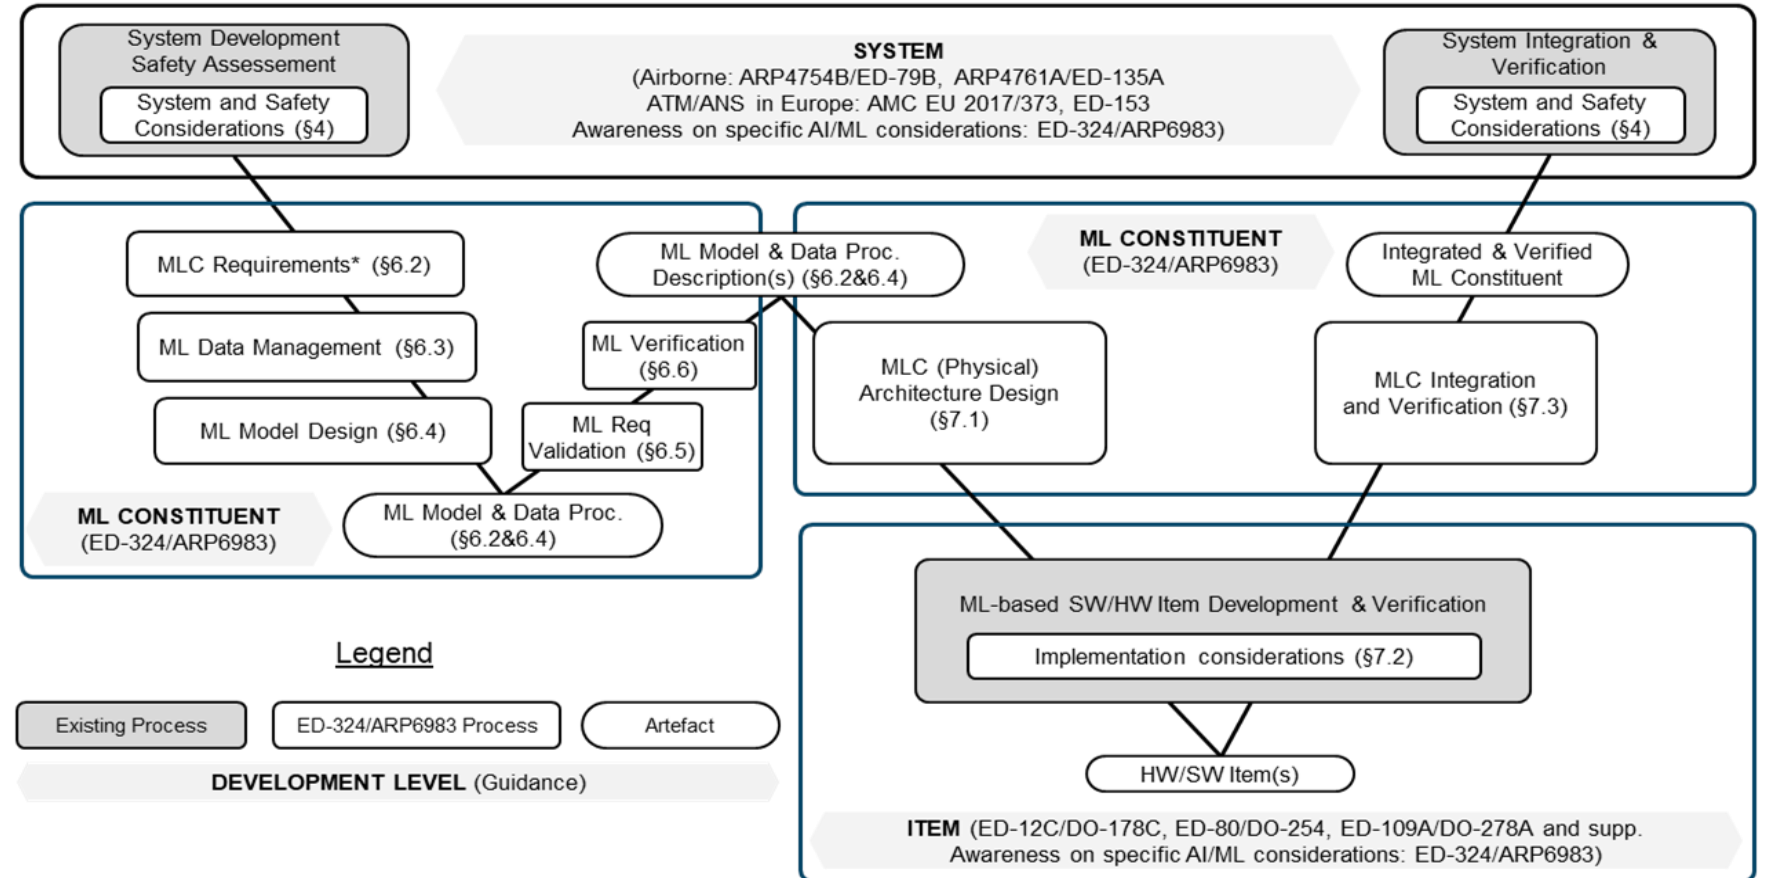 System Development
Safety Assessement
System and Safety
Considerations (§4)
SYSTEM
(Airborne: ARP4754B/ED-79B, ARP4761A/ED-135A
ATM/ANS in Europe: AMC EU 2017/373, ED-153
Awareness on specific AI/ML considerations: ED-324/ARP6983)
System Integration &
Verification
System and Safety
Considerations (§4)
MLC Requirements* (§6.2)
ML Data Management (§6.3)
ML Model Design (§6.4)
ML CONSTITUENT
(ED-324/ARP6983)
ML Model & Data Proc.
(§6.2&6.4)
ML Req
Validation (§6.5)
ML Verification
(§6.6)
ML Model & Data Proc.
Description(s) (§6.2&6.4)
MLC (Physical)
Architecture Design
(§7.1)
ML CONSTITUENT
(ED-324/ARP6983)
Integrated & Verified
ML Constituent
MLC Integration
and Verification (§7.3)
ML-based SW/HW Item Development & Verification
Implementation considerations (§7.2)
HW/SW Item(s)
ITEM (ED-12C/DO-178C, ED-80/DO-254, ED-109A/DO-278A and supp.
Awareness on specific AI/ML considerations: ED-324/ARP6983)
Legend
Existing Process
ED-324/ARP6983 Process
Artefact
DEVELOPMENT LEVEL (Guidance)